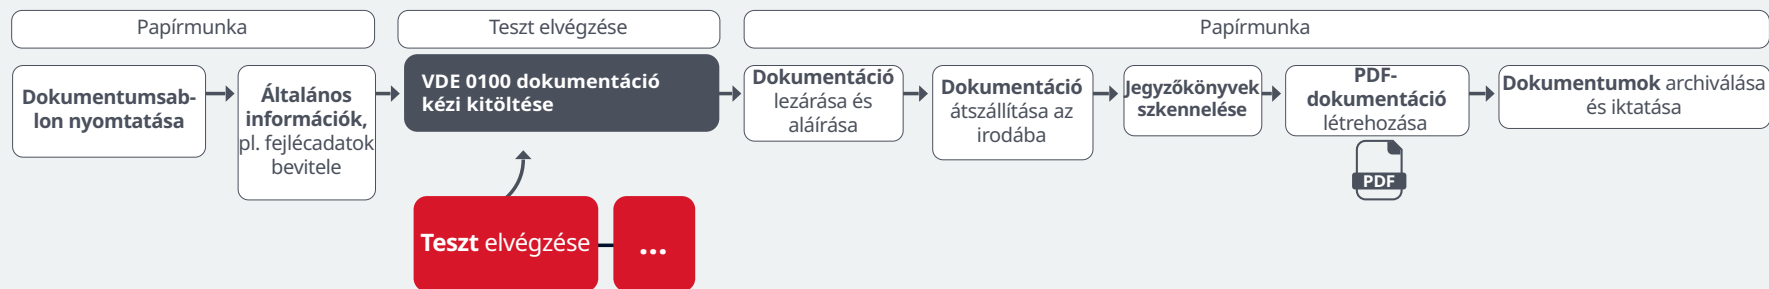 Papírmunka
Teszt elvégzése
Papírmunka
Dokumentumsab-
lon nyomtatása
Általános
információk,
pl. fejlécadatok
bevitele
VDE 0100 dokumentáció
kézi kitöltése
Dokumentáció
lezárása és
aláírása
Dokumentáció
átszállítása az
irodába
Jegyzőkönyvek
szkennelése
PDF-
dokumentáció
létrehozása
Dokumentumok archiválása
és iktatása
PDF
Teszt elvégzése
...